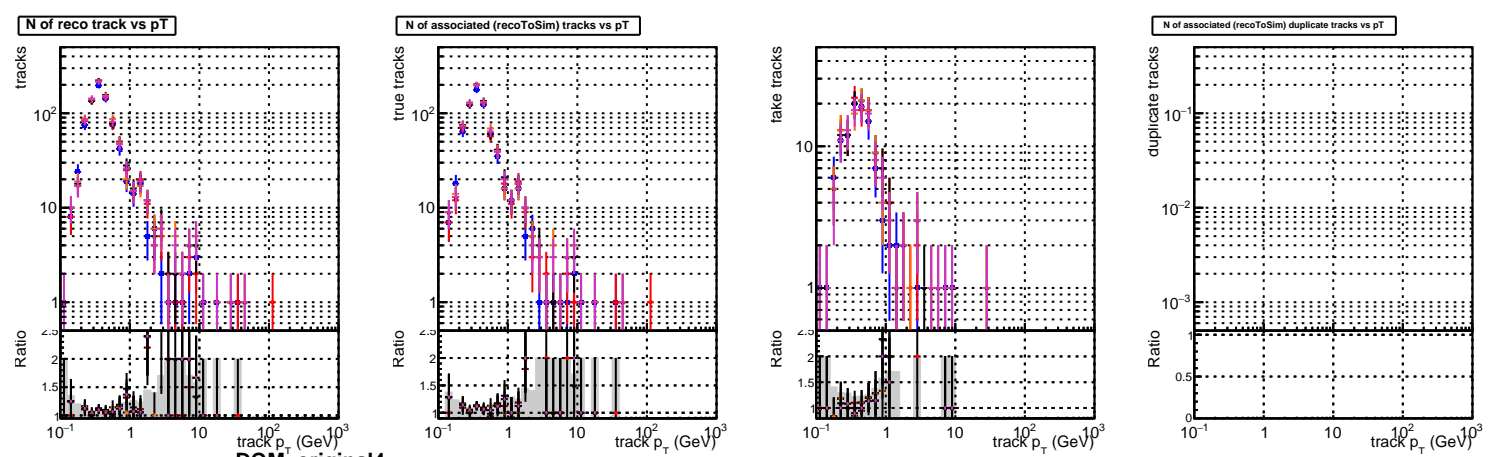 N of reco track vs pT
tracks
10²
10
1
Ratio
2.5
2
1.5
1
10⁻¹ 1 10 10² 10³
track p_T (GeV)
N of associated (recoToSim) tracks vs pT
true tracks
10²
10
1
Ratio
2.5
2
1.5
1
10⁻¹ 1 10 10² 10³
track p_T (GeV)
fake tracks
10
1
Ratio
2.5
2
1.5
1
10⁻¹ 1 10 10² 10³
track p_T (GeV)
N of associated (recoToSim) duplicate tracks vs pT
duplicate tracks
10⁻¹
10⁻²
10⁻³
Ratio
1
0.5
0
10⁻¹ 1 10 10² 10³
track p_T (GeV)